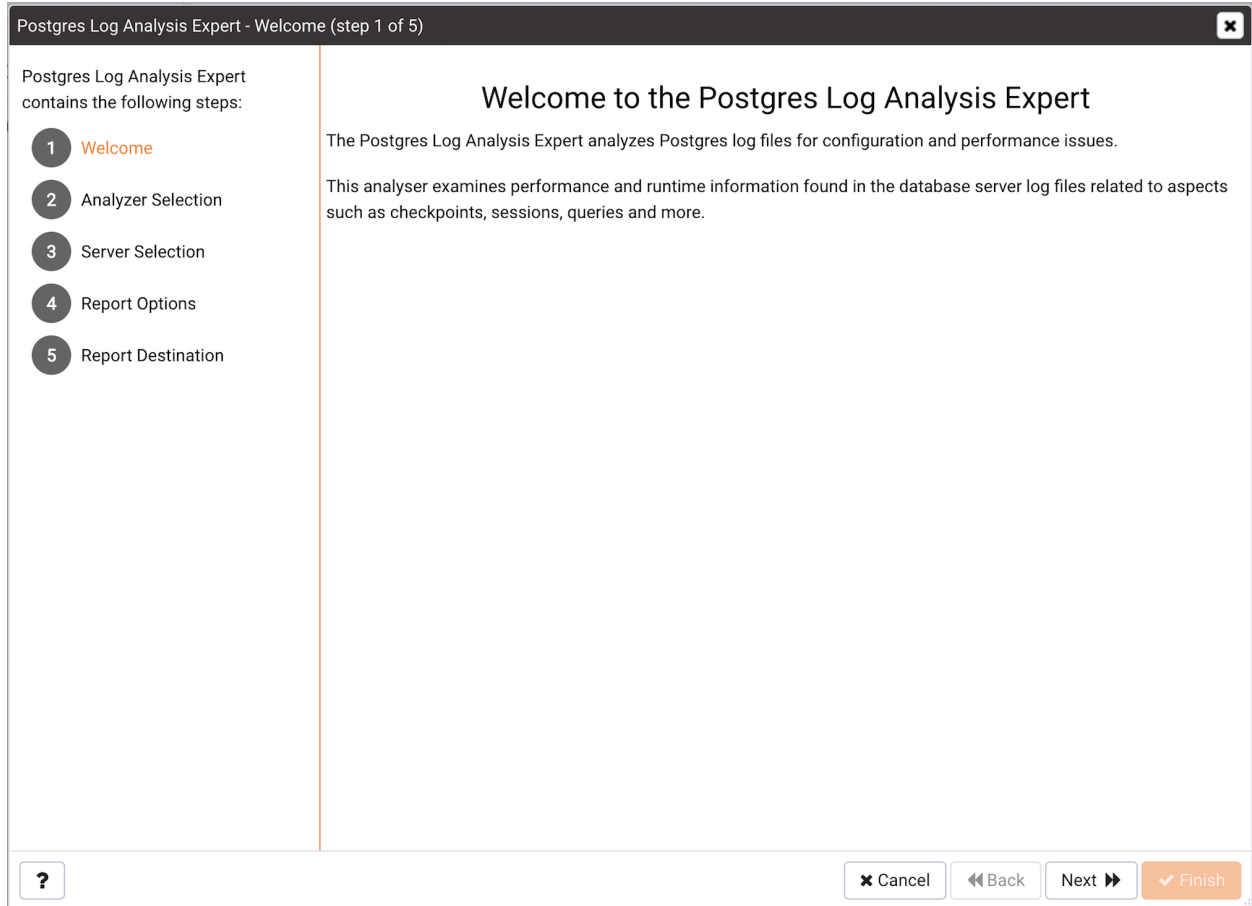 Postgres Log Analysis Expert - Welcome (step 1 of 5)
Postgres Log Analysis Expert
contains the following steps:
1 Welcome
2 Analyzer Selection
3 Server Selection
4 Report Options
5 Report Destination
Welcome to the Postgres Log Analysis Expert
The Postgres Log Analysis Expert analyzes Postgres log files for configuration and performance issues.
This analyser examines performance and runtime information found in the database server log files related to aspects
such as checkpoints, sessions, queries and more.
? Cancel Back Next Finish